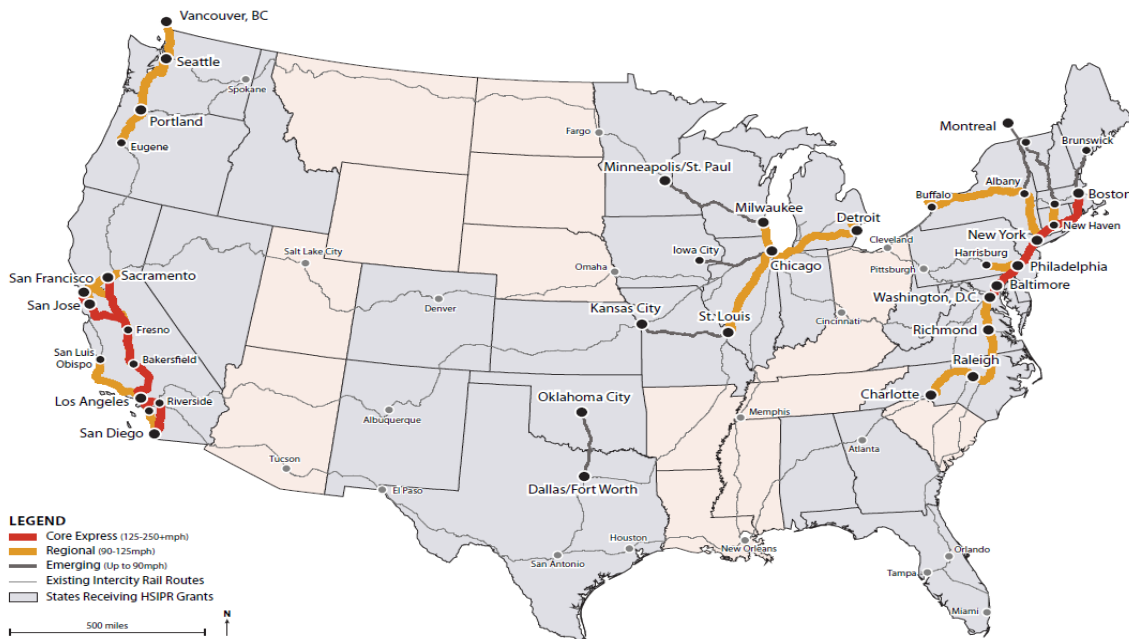 Vancouver, BC
Seattle
Spokane
Portland
Eugene
Fargo
Minneapolis/St. Paul
Milwaukee
Detroit
Iowa City
Chicago
Omaha
Kansas City
St. Louis
Montreal
Brunswick
Albany
Buffalo
Boston
New Haven
New York
Cleveland
Harrisburg
Pittsburgh
Philadelphia
Baltimore
Washington, D.C.
Cincinnati
Richmond
Raleigh
Charlotte
Salt Lake City
Denver
San Francisco
Sacramento
San Jose
Fresno
San Luis
Obispo
Bakersfield
Los Angeles
Riverside
San Diego
Albuquerque
Oklahoma City
Memphis
Atlanta
Tucson
El Paso
Dallas/Fort Worth
Houston
San Antonio
New Orleans
Orlando
Tampa
Miami
LEGEND
Core Express (125-250+mph)
Regional (90-125mph)
Emerging (Up to 90mph)
Existing Intercity Rail Routes
States Receiving HSIPR Grants
500 miles
N